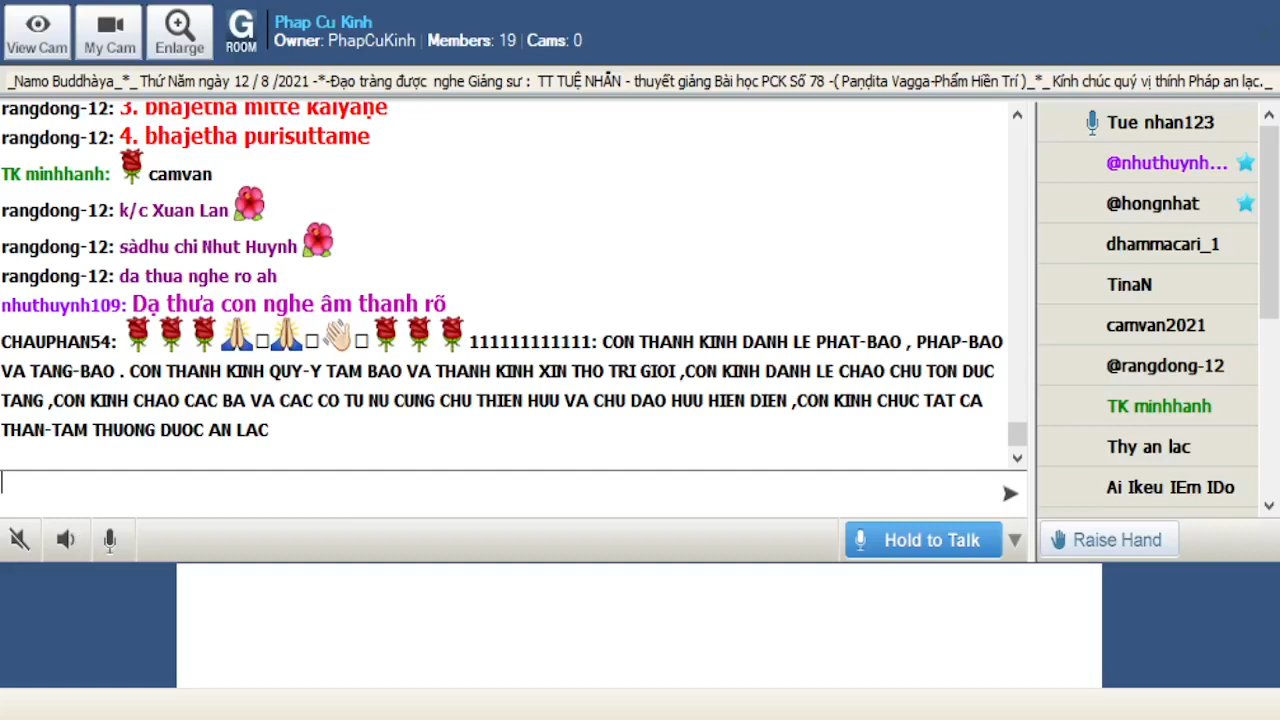 View Cam
My Cam
Enlarge
G
ROOM
Phap Cu Kinh
Owner: PhapCuKinh | Members: 19 | Cams: 0
_Namo Buddhàya_*_ Thứ Năm ngày 12 / 8 /2021 -*-Đạo tràng được nghe Giảng sư : TT TUỆ NHẪN - thuyết giảng Bài học PCK Số 78 -( Paṇḍita Vagga-Phẩm Hiền Trí )_*_ Kính chúc quý vị thính Pháp an lạc._
rangdong-12: 3. bhajetha mitte kalyāṇe
rangdong-12: 4. bhajetha purisuttame
TK minhhanh: camvan
rangdong-12: k/c Xuan Lan
rangdong-12: sàdhu chi Nhut Huynh
rangdong-12: da thua nghe ro ah
nhuthuynh109: Dạ thưa con nghe âm thanh rõ
CHAUPHAN54: 111111111111: CON THANH KINH DANH LE PHAT-BAO , PHAP-BAO
VA TANG-BAO . CON THANH KINH QUY-Y TAM BAO VA THANH KINH XIN THO TRI GIOI ,CON KINH DANH LE CHAO CHU TON DUC
TANG ,CON KINH CHAO CAC BA VA CAC CO TU NU CUNG CHU THIEN HUU VA CHU DAO HUU HIEN DIEN ,CON KINH CHUC TAT CA
THAN-TAM THUONG DUOC AN LAC
Tue nhan123
@nhuthuynh...
@hongnhat
dhammacari_1
TinaN
camvan2021
@rangdong-12
TK minhhanh
Thy an lac
Ai Ikeu IEm IDo
Hold to Talk
Raise Hand